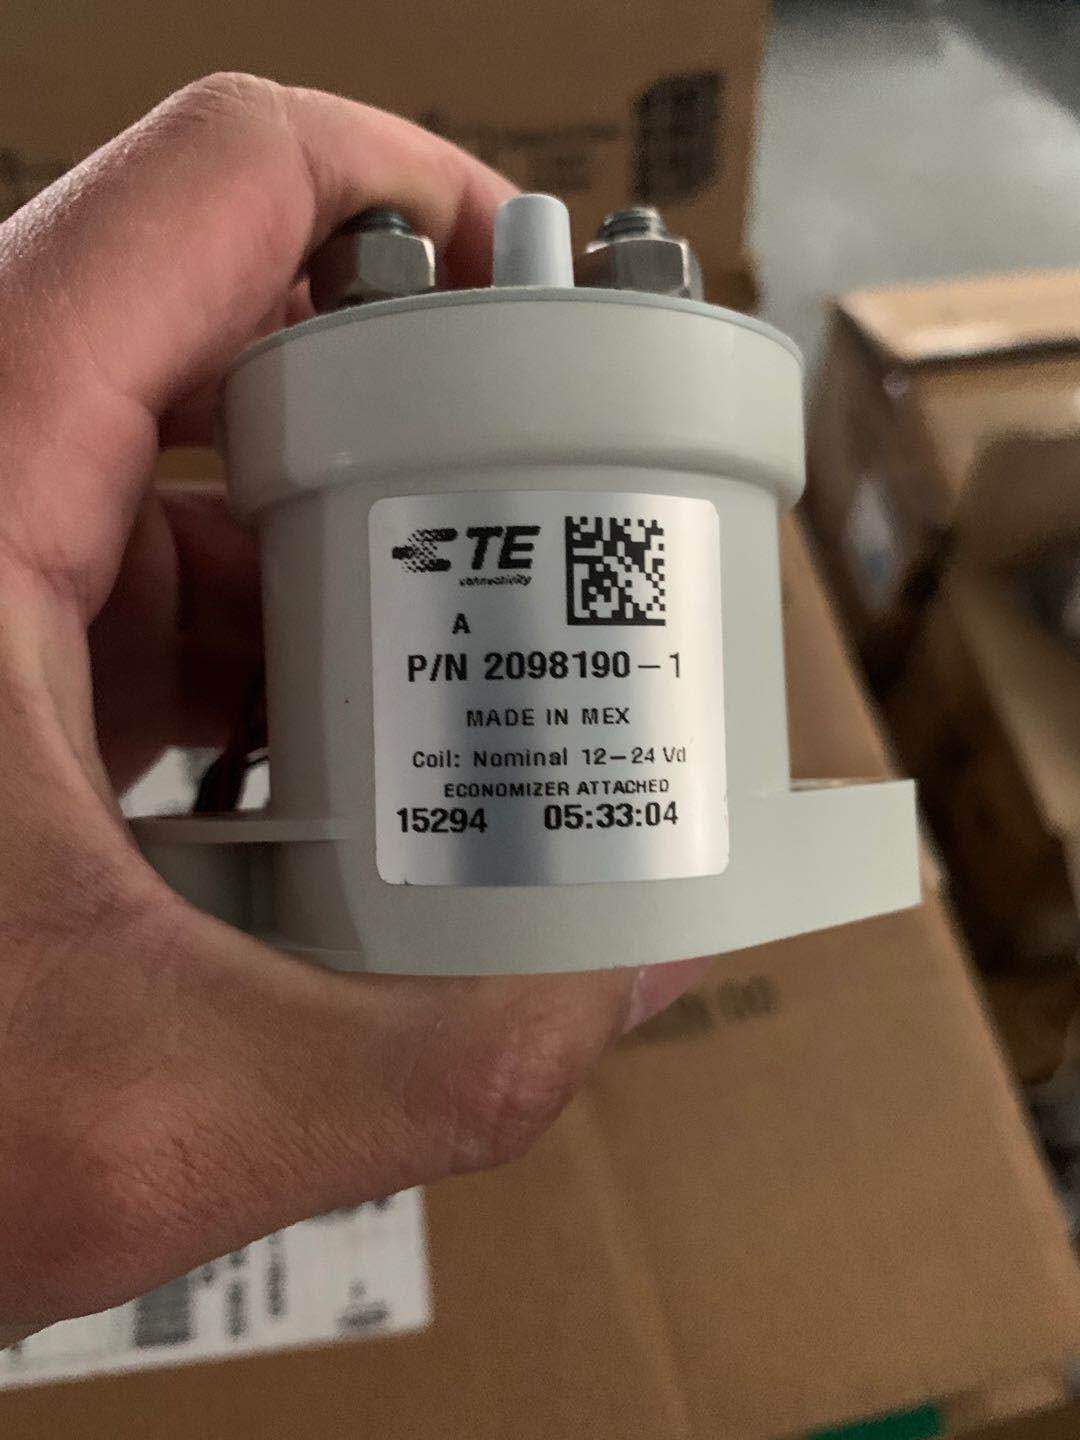 TE
connectivity
A
P/N 2098190-1
MADE IN MEX
Coil: Nominal 12-24 Vd
ECONOMIZER ATTACHED
15294 05:33:04